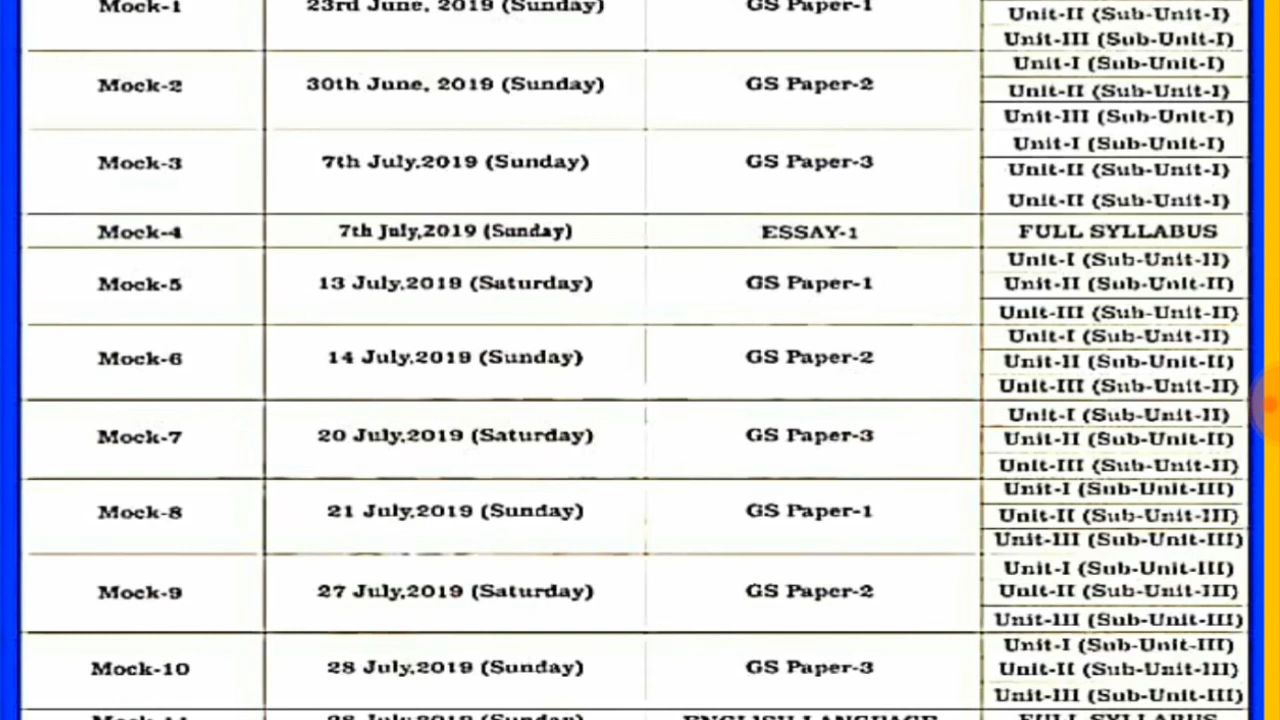 Mock-1 23rd June, 2019 (Sunday) GS Paper-1
Unit-II (Sub-Unit-I)
Unit-III (Sub-Unit-I)
Unit-I (Sub-Unit-I)
Mock-2 30th June, 2019 (Sunday) GS Paper-2 Unit-II (Sub-Unit-I)
Unit-III (Sub-Unit-I)
Unit-I (Sub-Unit-I)
Mock-3 7th July,2019 (Sunday) GS Paper-3 Unit-II (Sub-Unit-I)
Unit-II (Sub-Unit-I)
Mock-4 7th July,2019 (Sunday) ESSAY-1 FULL SYLLABUS
Unit-I (Sub-Unit-II)
Mock-5 13 July,2019 (Saturday) GS Paper-1 Unit-II (Sub-Unit-II)
Unit-III (Sub-Unit-II)
Unit-I (Sub-Unit-II)
Mock-6 14 July,2019 (Sunday) GS Paper-2 Unit-II (Sub-Unit-II)
Unit-III (Sub-Unit-II)
Unit-I (Sub-Unit-II)
Mock-7 20 July,2019 (Saturday) GS Paper-3 Unit-II (Sub-Unit-II)
Unit-III (Sub-Unit-II)
Unit-I (Sub-Unit-III)
Mock-8 21 July,2019 (Sunday) GS Paper-1 Unit-II (Sub-Unit-III)
Unit-III (Sub-Unit-III)
Unit-I (Sub-Unit-III)
Mock-9 27 July,2019 (Saturday) GS Paper-2 Unit-II (Sub-Unit-III)
Unit-III (Sub-Unit-III)
Unit-I (Sub-Unit-III)
Mock-10 28 July,2019 (Sunday) GS Paper-3 Unit-II (Sub-Unit-III)
Unit-III (Sub-Unit-III)
28 July,2019 (Sunday) ENGLISH LANGUAGE FULL SYLLABUS